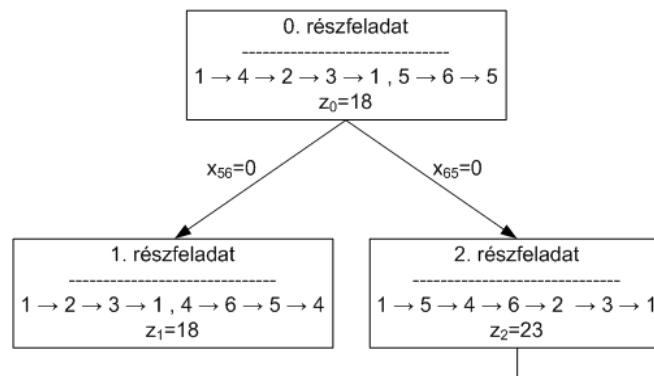 0. részfeladat
------------------------------
1 → 4 → 2 → 3 → 1 , 5 → 6 → 5
z₀=18
x₅₆=0
x₆₅=0
1. részfeladat
------------------------------
1 → 2 → 3 → 1 , 4 → 6 → 5 → 4
z₁=18
2. részfeladat
------------------------------
1 → 5 → 4 → 6 → 2 → 3 → 1
z₂=23